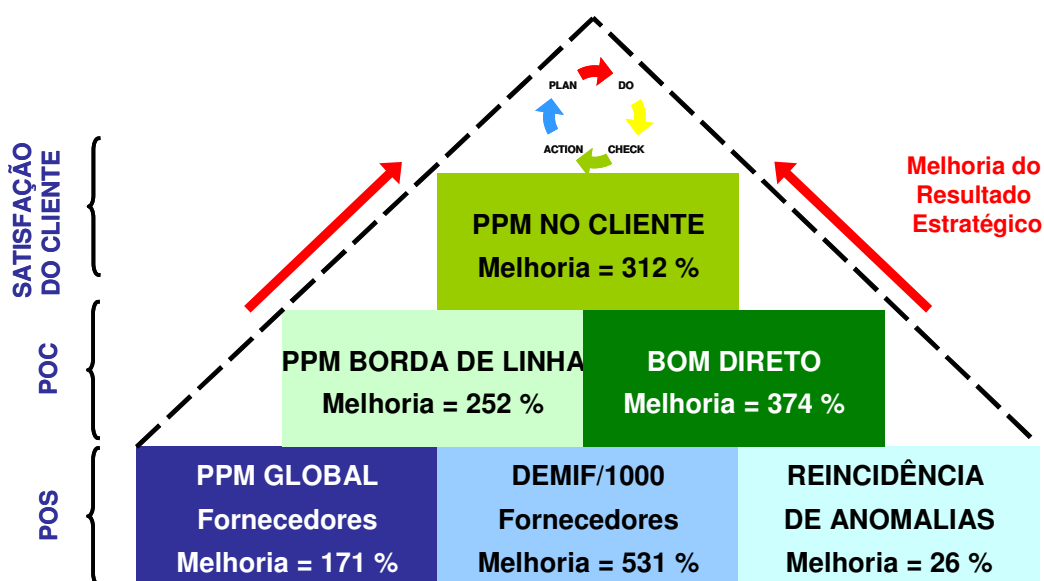 PLAN
DO
ACTION
CHECK
SATISFAÇÃO
DO CLIENTE
Melhoria do
Resultado
Estratégico
PPM NO CLIENTE
Melhoria = 312 %
POC
PPM BORDA DE LINHA
Melhoria = 252 %
BOM DIRETO
Melhoria = 374 %
POS
PPM GLOBAL
Fornecedores
Melhoria = 171 %
DEMIF/1000
Fornecedores
Melhoria = 531 %
REINCIDÊNCIA
DE ANOMALIAS
Melhoria = 26 %